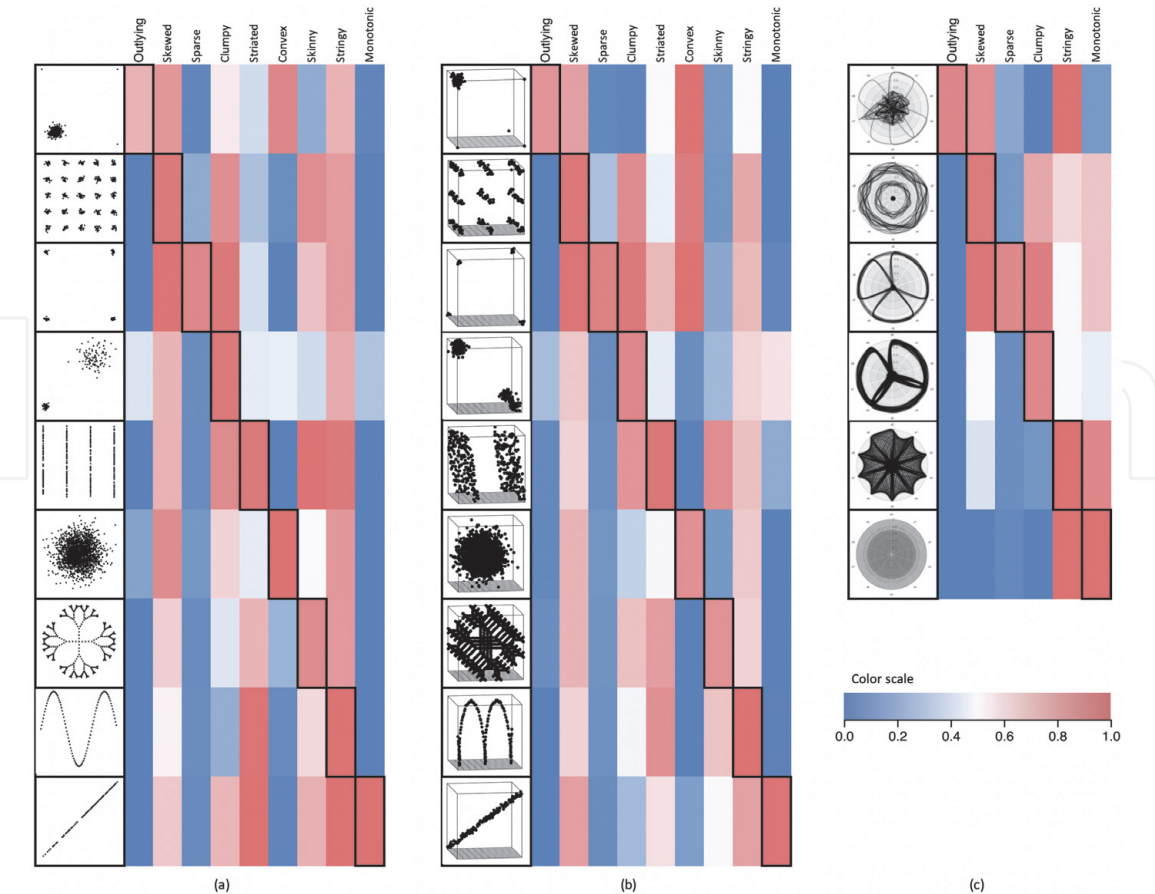 Outlying
Skewed
Sparse
Clumpy
Striated
Convex
Skinny
Stringy
Monotonic
Outlying
Skewed
Sparse
Clumpy
Striated
Convex
Skinny
Stringy
Monotonic
Outlying
Skewed
Sparse
Clumpy
Stringy
Monotonic
Color scale
0.0 0.2 0.4 0.6 0.8 1.0
(a) (b) (c)